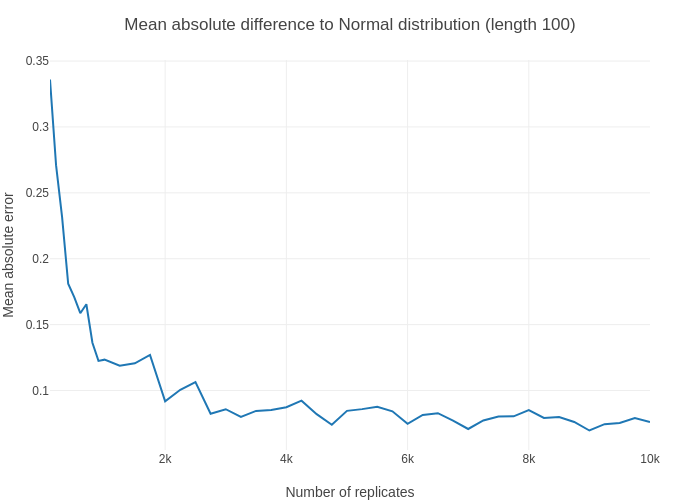 Mean absolute difference to Normal distribution (length 100)
0.35
0.3
0.25
0.2
0.15
0.1
Mean absolute error
2k
4k
6k
8k
10k
Number of replicates